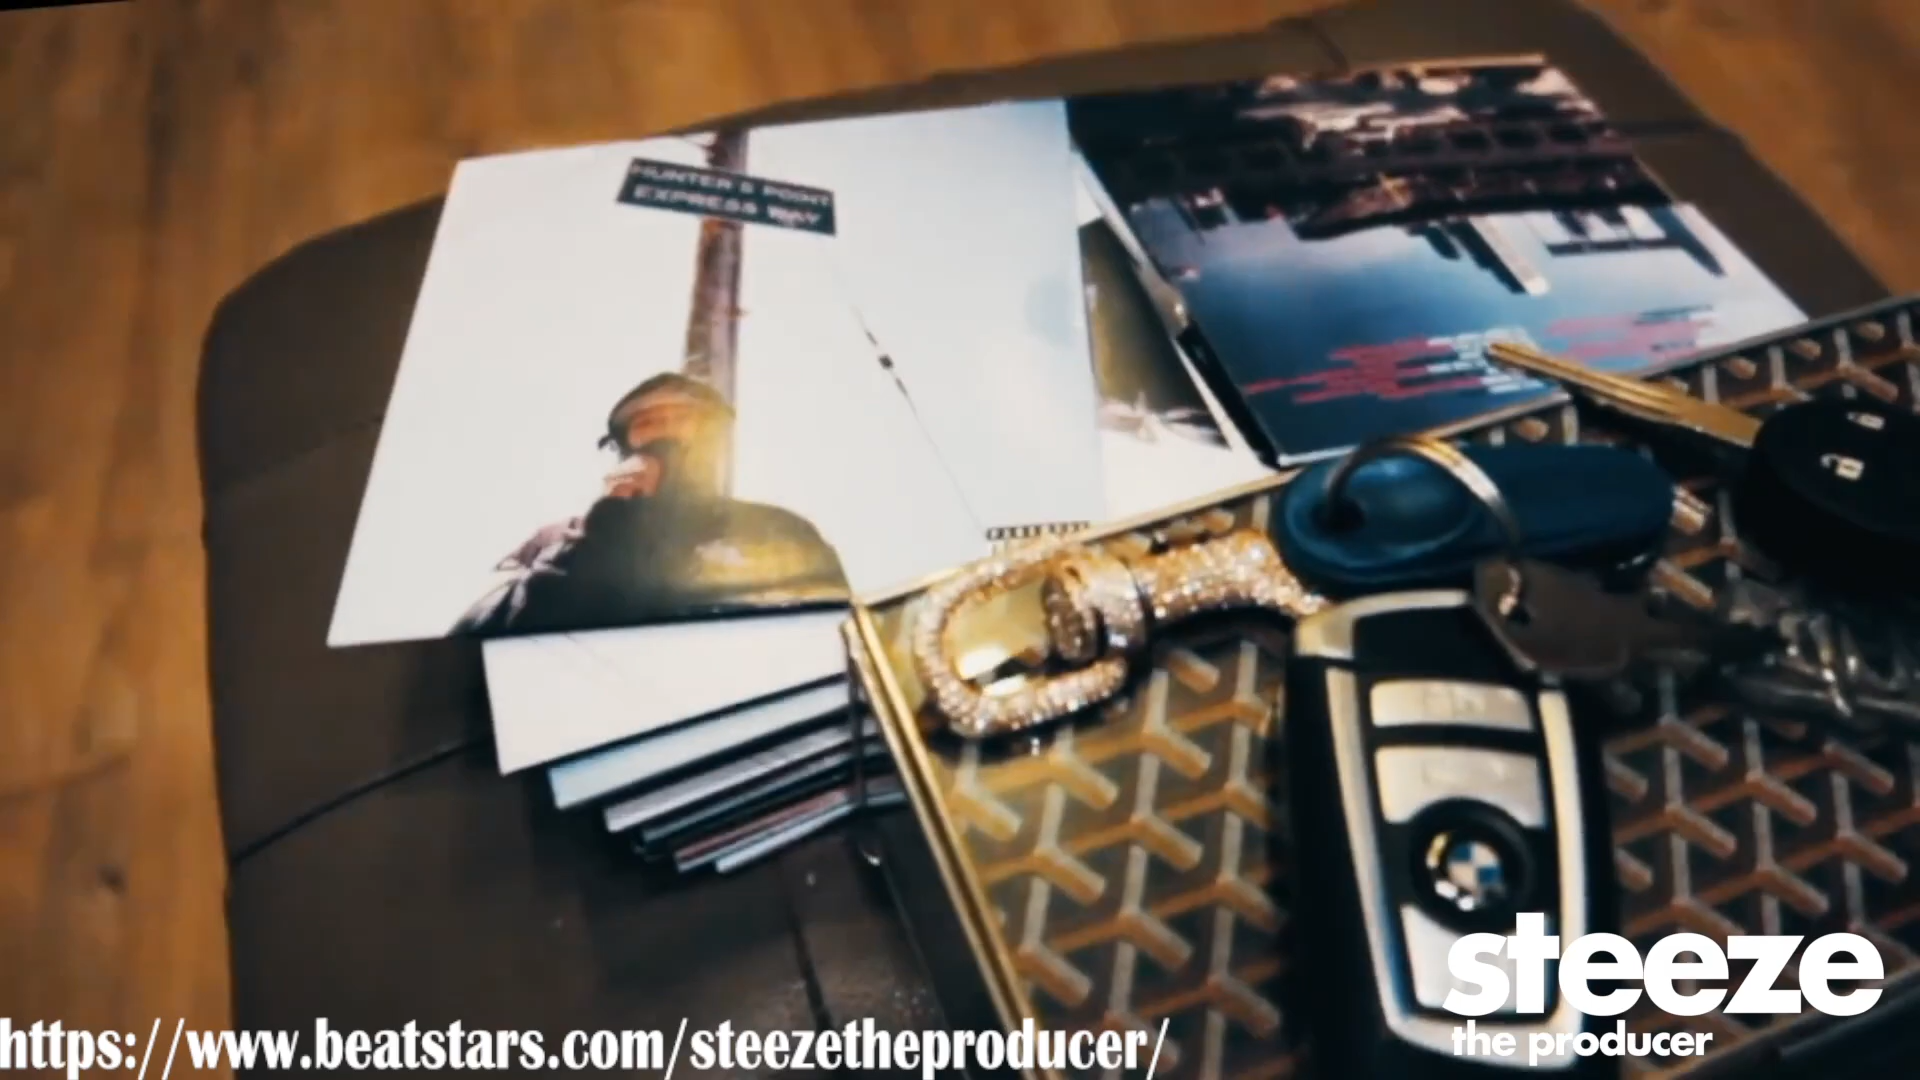 HUNTER S POINT
EXPRESS WAY
steeze
the producer
https://www.beatstars.com/steezetheproducer/